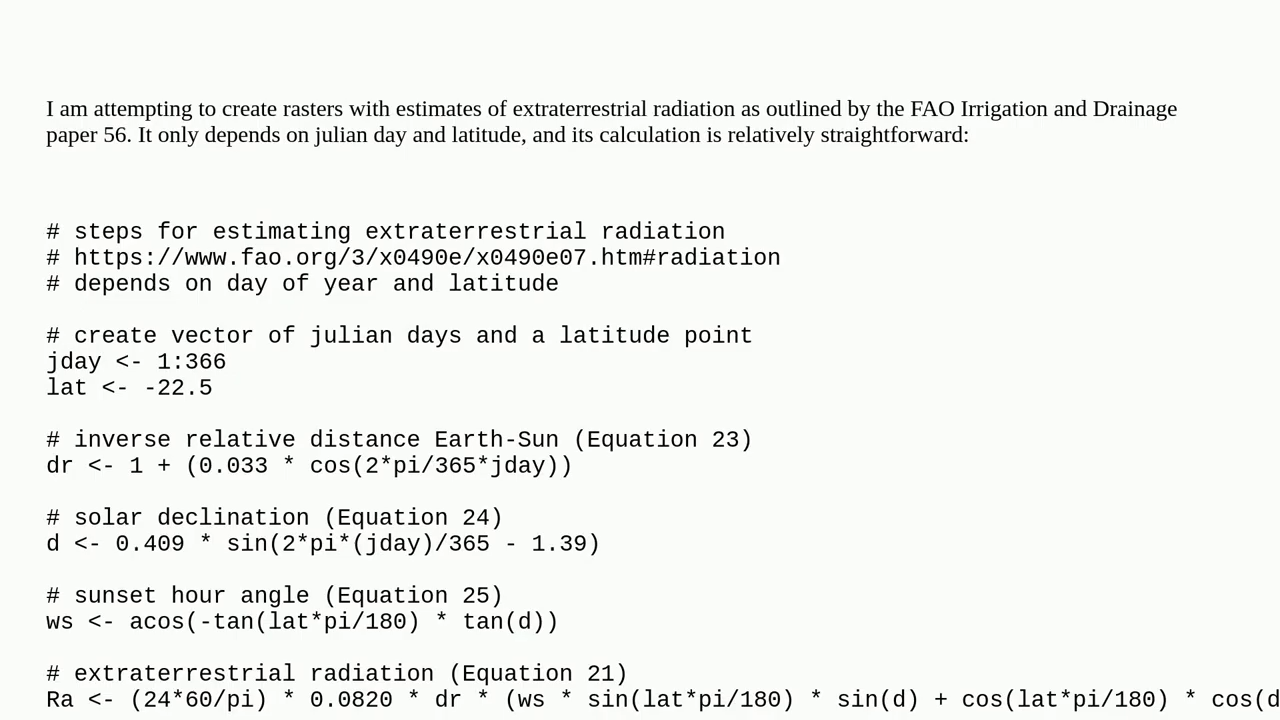 I am attempting to create rasters with estimates of extraterrestrial radiation as outlined by the FAO Irrigation and Drainage
paper 56. It only depends on julian day and latitude, and its calculation is relatively straightforward:
# steps for estimating extraterrestrial radiation
# https://www.fao.org/3/x0490e/x0490e07.htm#radiation
# depends on day of year and latitude
# create vector of julian days and a latitude point
jday <- 1:366
lat <- -22.5
# inverse relative distance Earth-Sun (Equation 23)
dr <- 1 + (0.033 * cos(2*pi/365*jday))
# solar declination (Equation 24)
d <- 0.409 * sin(2*pi*(jday)/365 - 1.39)
# sunset hour angle (Equation 25)
ws <- acos(-tan(lat*pi/180) * tan(d))
# extraterrestrial radiation (Equation 21)
Ra <- (24*60/pi) * 0.0820 * dr * (ws * sin(lat*pi/180) * sin(d) + cos(lat*pi/180) * cos(d